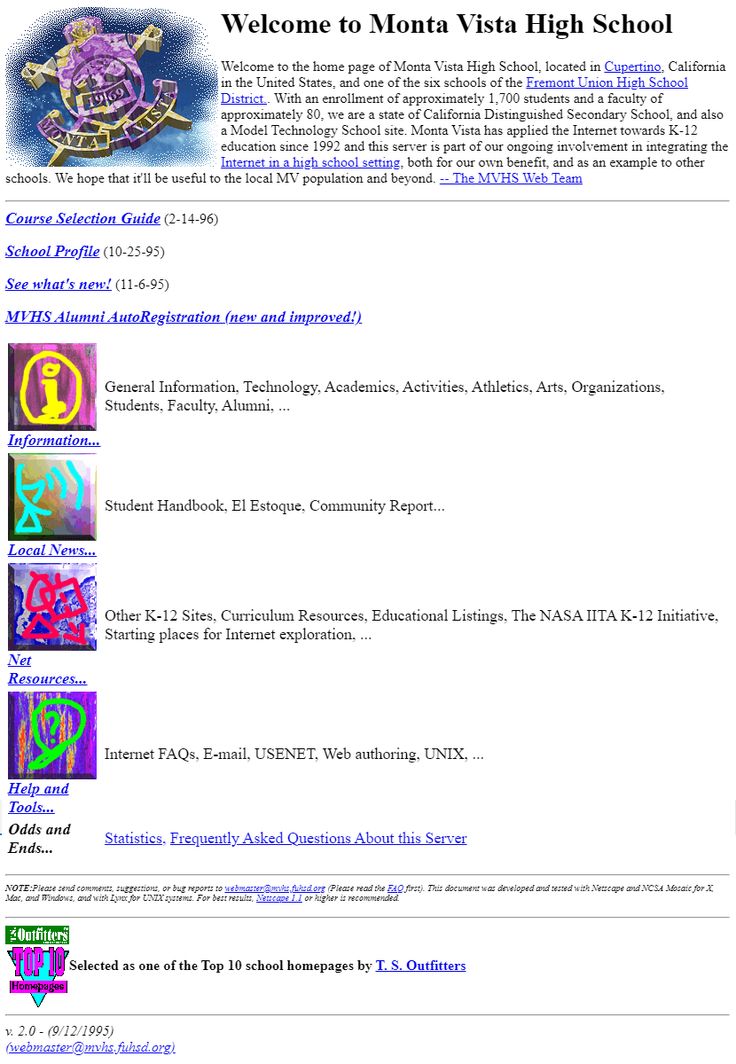 Welcome to Monta Vista High School
1969
MONTA VISTA
Welcome to the home page of Monta Vista High School, located in Cupertino, California
in the United States, and one of the six schools of the Fremont Union High School
District.. With an enrollment of approximately 1,700 students and a faculty of
approximately 80, we are a state of California Distinguished Secondary School, and also
a Model Technology School site. Monta Vista has applied the Internet towards K-12
education since 1992 and this server is part of our ongoing involvement in integrating the
Internet in a high school setting, both for our own benefit, and as an example to other
schools. We hope that it'll be useful to the local MV population and beyond. -- The MVHS Web Team
Course Selection Guide (2-14-96)
School Profile (10-25-95)
See what's new! (11-6-95)
MVHS Alumni AutoRegistration (new and improved!)
General Information, Technology, Academics, Activities, Athletics, Arts, Organizations,
Students, Faculty, Alumni, ...
Information...
Student Handbook, El Estoque, Community Report...
Local News...
Other K-12 Sites, Curriculum Resources, Educational Listings, The NASA IITA K-12 Initiative,
Starting places for Internet exploration, ...
Net
Resources...
?
Internet FAQs, E-mail, USENET, Web authoring, UNIX, ...
Help and
Tools...
Odds and
Ends...
Statistics, Frequently Asked Questions About this Server
NOTE:Please send comments, suggestions, or bug reports to webmaster@mvhs.fuhsd.org (Please read the FAQ first). This document was developed and tested with Netscape and NCSA Mosaic for X,
Mac, and Windows, and with Lynx for UNIX systems. For best results, Netscape 1.1 or higher is recommended.
T.S. Outfitters
TOP 10
Homepages
Selected as one of the Top 10 school homepages by T. S. Outfitters
v. 2.0 - (9/12/1995)
(webmaster@mvhs.fuhsd.org)